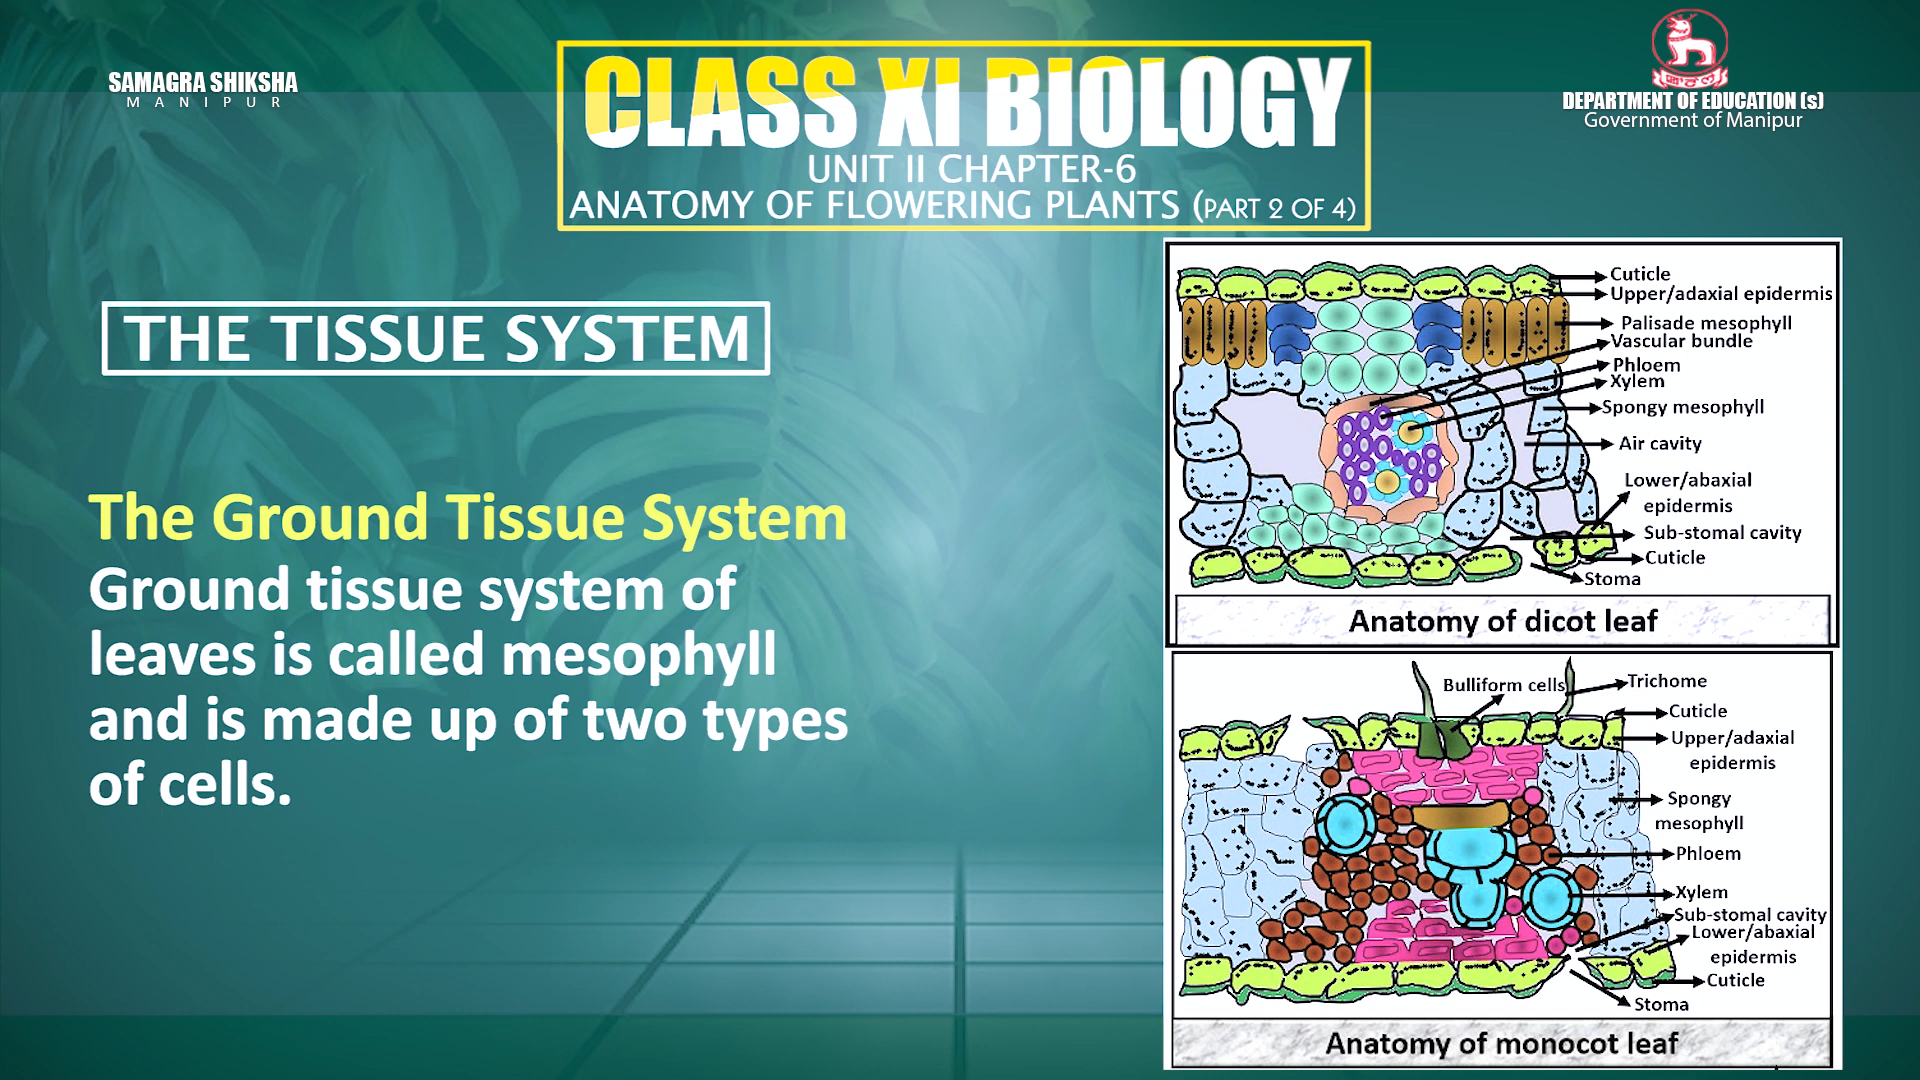 SAMAGRA SHIKSHA
MANIPUR
CLASS XI BIOLOGY
UNIT II CHAPTER-6
ANATOMY OF FLOWERING PLANTS (PART 2 OF 4)
DEPARTMENT OF EDUCATION (s)
Government of Manipur
THE TISSUE SYSTEM
The Ground Tissue System
Ground tissue system of
leaves is called mesophyll
and is made up of two types
of cells.
Cuticle
Upper/adaxial epidermis
Palisade mesophyll
Vascular bundle
Phloem
Xylem
Spongy mesophyll
Air cavity
Lower/abaxial
epidermis
Sub-stomal cavity
Cuticle
Stoma
Anatomy of dicot leaf
Bulliform cells
Trichome
Cuticle
Upper/adaxial
epidermis
Spongy
mesophyll
Phloem
Xylem
Sub-stomal cavity
Lower/abaxial
epidermis
Cuticle
Stoma
Anatomy of monocot leaf